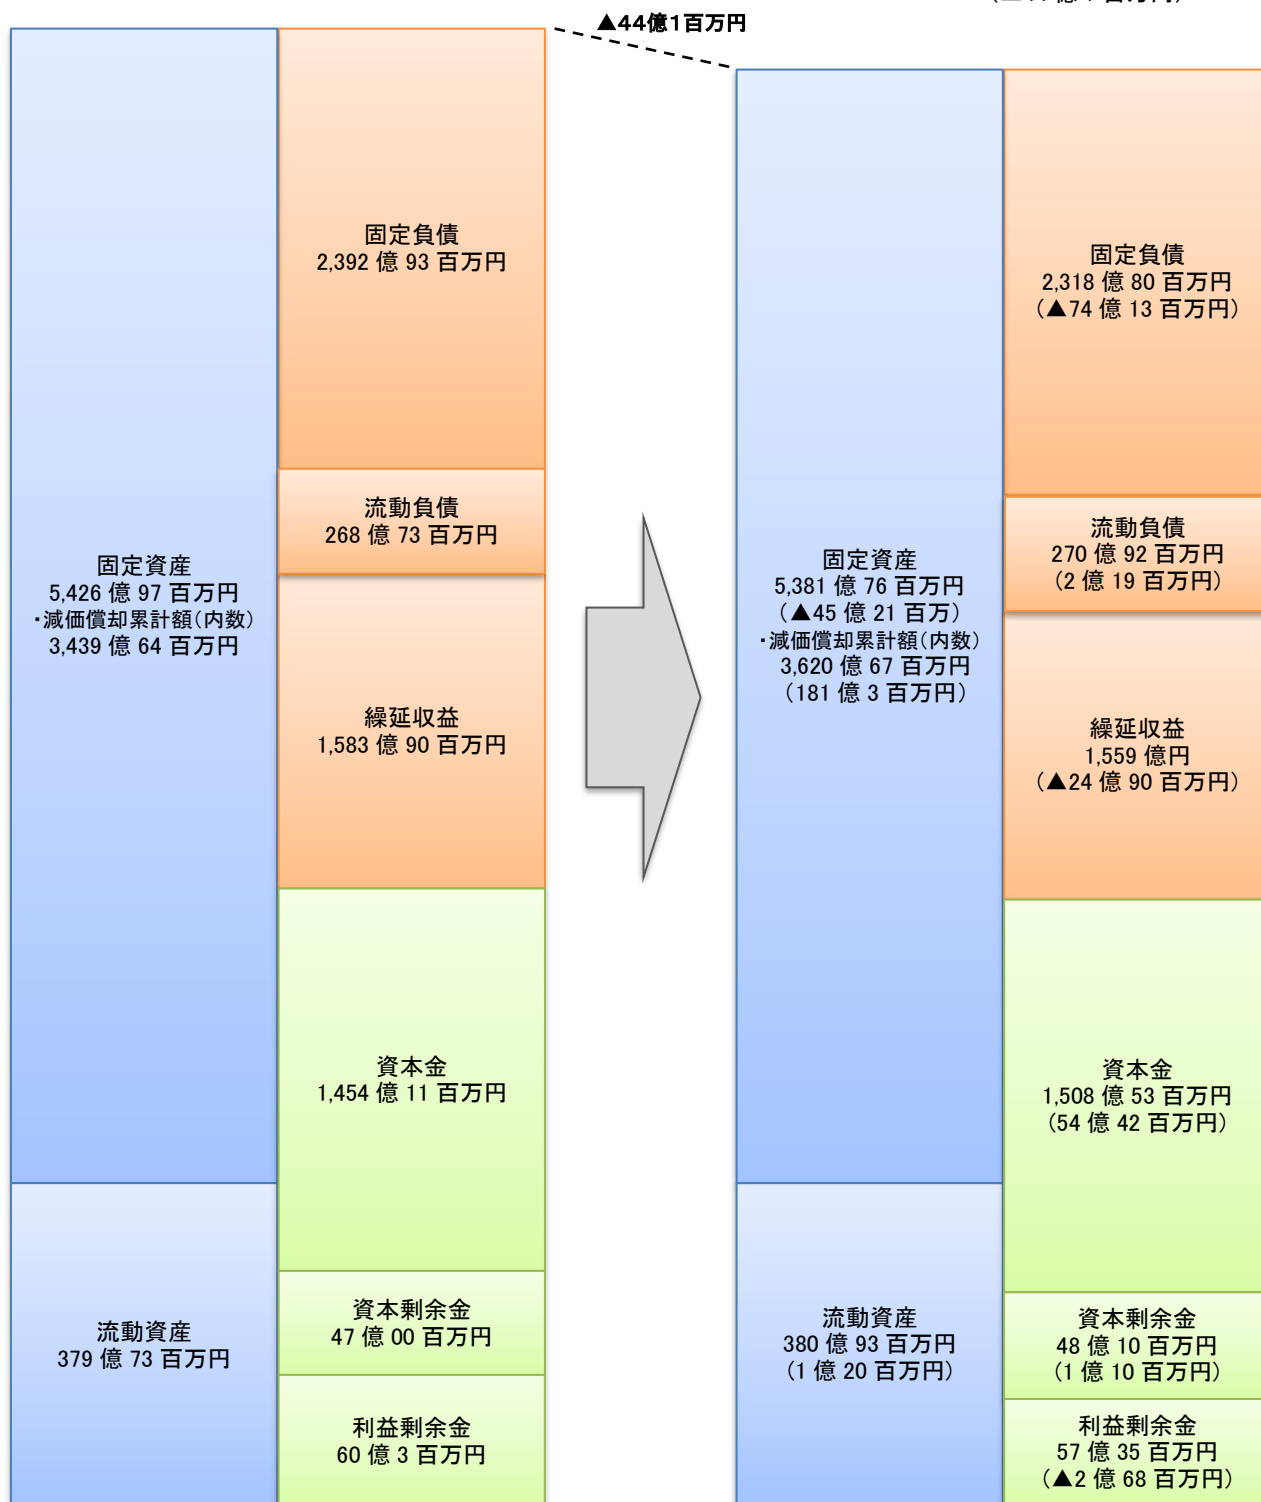 ▲44億1百万円
固定資産
5,426 億 97 百万円
・減価償却累計額(内数)
3,439 億 64 百万円
流動資産
379 億 73 百万円
固定負債
2,392 億 93 百万円
流動負債
268 億 73 百万円
繰延収益
1,583 億 90 百万円
資本金
1,454 億 11 百万円
資本剰余金
47 億 00 百万円
利益剰余金
60 億 3 百万円
固定資産
5,381 億 76 百万円
(▲45 億 21 百万)
・減価償却累計額(内数)
3,620 億 67 百万円
(181 億 3 百万円)
流動資産
380 億 93 百万円
(1 億 20 百万円)
固定負債
2,318 億 80 百万円
(▲74 億 13 百万円)
流動負債
270 億 92 百万円
(2 億 19 百万円)
繰延収益
1,559 億円
(▲24 億 90 百万円)
資本金
1,508 億 53 百万円
(54 億 42 百万円)
資本剰余金
48 億 10 百万円
(1 億 10 百万円)
利益剰余金
57 億 35 百万円
(▲2 億 68 百万円)